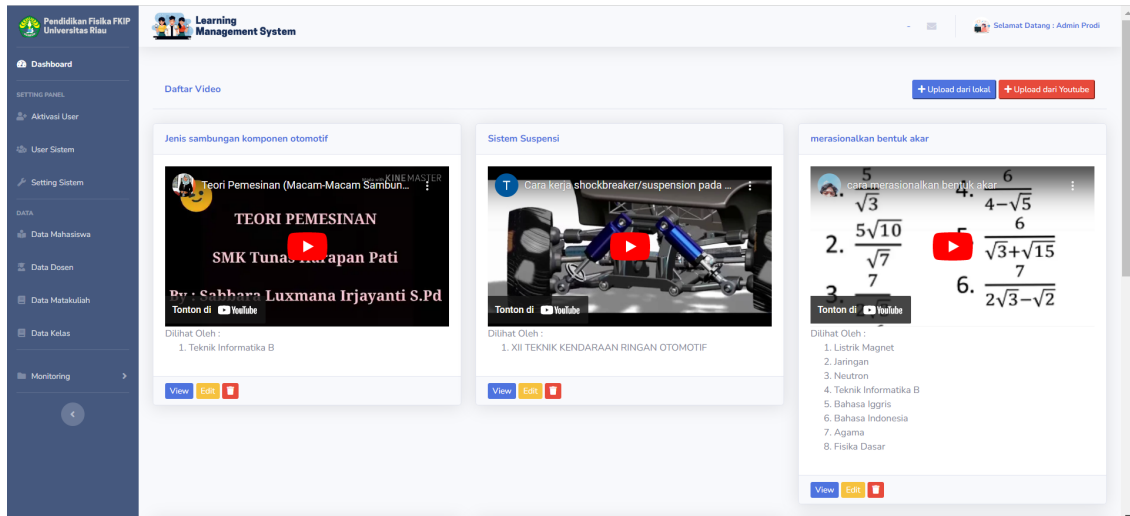 Pendidikan Fisika FKIP
Universitas RIau
Learning
Management System
-
Selamat Datang : Admin Prodi
Dashboard
SETTING PANEL
Aktivasi User
User Sistem
Setting Sistem
DATA
Data Mahasiswa
Data Dosen
Data Matakuliah
Data Kelas
Monitoring
Daftar Video
+ Upload dari lokal
+ Upload dari Youtube
Jenis sambungan komponen otomotif
KINEMASTER
Teori Pemesinan (Macam-Macam Sambun...
TEORI PEMESINAN
SMK Tunas Harapan Pati
By : Sabbara Luxmana Irjayanti S.Pd
Tonton di YouTube
Dilihat Oleh :
1. Teknik Informatika B
View Edit
Sistem Suspensi
T
Cara kerja shockbreaker/suspension pada ...
Tonton di YouTube
Dilihat Oleh :
1. XII TEKNIK KENDARAAN RINGAN OTOMOTIF
View Edit
merasionalkan bentuk akar
cara merasionalkan bentuk akar
5/√3
4. 6/(4−√5)
2. 5√10/√7
6/(√3+√15)
3. 7
6. 7/(2√3−√2)
Tonton di YouTube
Dilihat Oleh :
1. Listrik Magnet
2. Jaringan
3. Neutron
4. Teknik Informatika B
5. Bahasa Iggris
6. Bahasa Indonesia
7. Agama
8. Fisika Dasar
View Edit